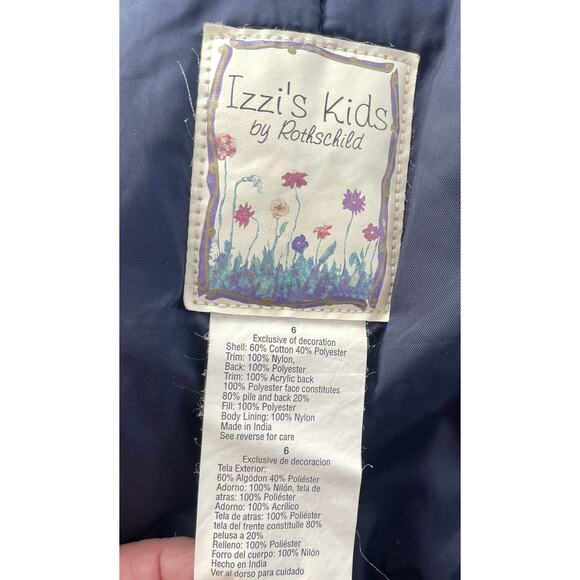 Izzi's Kids
by Rothschild
6
Exclusive of decoration
Shell: 60% Cotton 40% Polyester
Trim: 100% Nylon,
Back: 100% Polyester
Trim: 100% Acrylic back
100% Polyester face constitutes
80% pile and back 20%
Fill: 100% Polyester
Body Lining: 100% Nylon
Made in India
See reverse for care
6
Exclusive de decoracion
Tela Exterior:
60% Algódon 40% Poliéster
Adorno: 100% Nilón, tela de
atras: 100% Poliéster
Adorno: 100% Acrilico
Tela de atras: 100% Poliéster
tela del frente constitulle 80%
pelusa a 20%
Relleno: 100% Poliéster
Forro del cuerpo: 100% Nilón
Hecho en India
Ver al dorso para cuidado